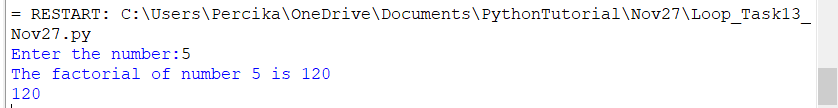 = RESTART: C:\Users\Percika\OneDrive\Documents\PythonTutorial\Nov27\Loop_Task13_
Nov27.py
Enter the number:5
The factorial of number 5 is 120
120